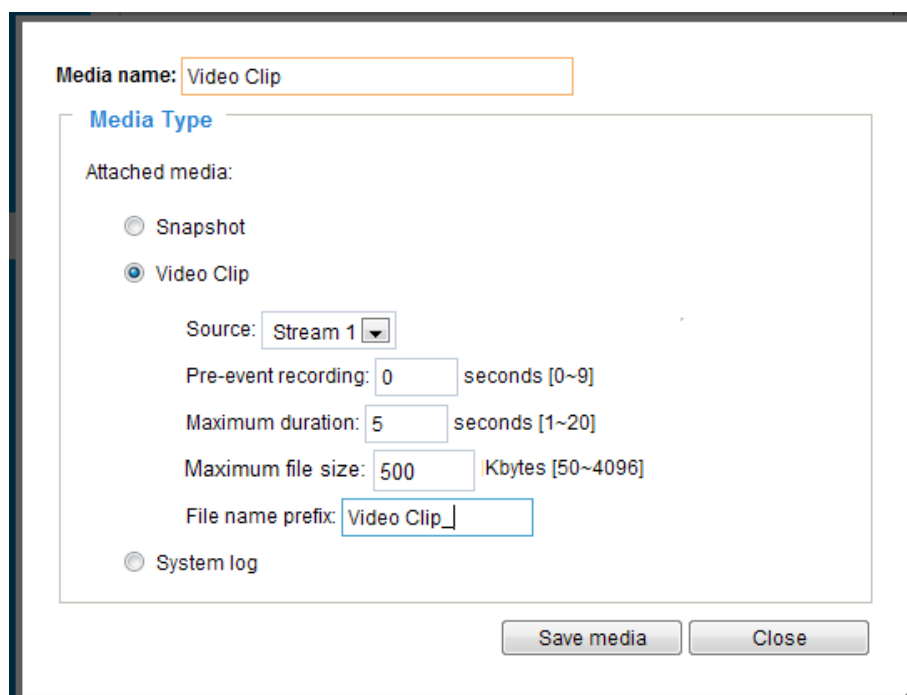 Media name: Video Clip
Media Type
Attached media:
Snapshot
Video Clip
Source: Stream 1
Pre-event recording: 0 seconds [0~9]
Maximum duration: 5 seconds [1~20]
Maximum file size: 500 Kbytes [50~4096]
File name prefix: Video Clip_
System log
Save media Close